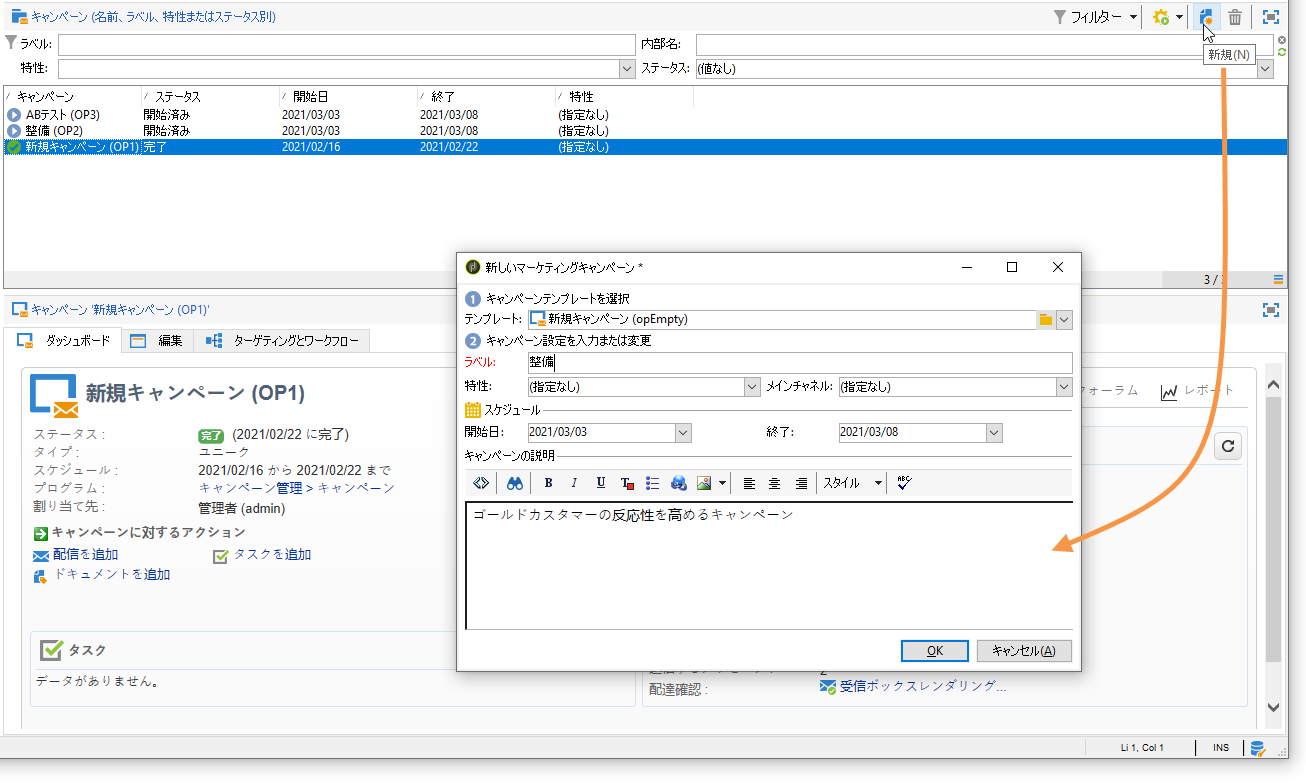 キャンペーン (名前、ラベル、特性またはステータス別)
フィルター
ラベル:
内部名:
新規(N)
特性:
ステータス: (値なし)
キャンペーン ステータス 開始日 終了 特性
ABテスト (OP3) 開始済み 2021/03/03 2021/03/08 (指定なし)
整備 (OP2) 開始済み 2021/03/03 2021/03/08 (指定なし)
新規キャンペーン (OP1) 完了 2021/02/16 2021/02/22 (指定なし)
3 /
キャンペーン '新規キャンペーン (OP1)'
ダッシュボード 編集 ターゲティングとワークフロー
新規キャンペーン (OP1)
フォーラム レポート
ステータス : 完了 (2021/02/22 に完了)
タイプ : ユニーク
スケジュール : 2021/02/16 から 2021/02/22 まで
プログラム : キャンペーン管理 > キャンペーン
割り当て先 : 管理者 (admin)
キャンペーンに対するアクション
配信を追加 タスクを追加
ドキュメントを追加
タスク
データがありません。
配達確認 : 受信ボックスレンダリング...
新しいマーケティングキャンペーン *
1 キャンペーンテンプレートを選択
テンプレート: 新規キャンペーン (opEmpty)
2 キャンペーン設定を入力または変更
ラベル: 整備
特性: (指定なし) メインチャネル: (指定なし)
スケジュール
開始日: 2021/03/03 終了: 2021/03/08
キャンペーンの説明
B I U T スタイル ABC
ゴールドカスタマーの反応性を高めるキャンペーン
OK キャンセル(A)
Li 1, Col 1 INS